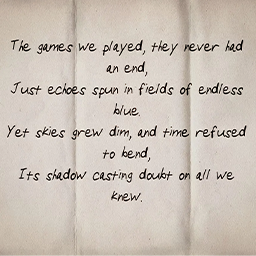 The games we played, they never had
an end,
Just echoes spun in fields of endless
blue.
Yet skies grew dim, and time refused
to bend,
Its shadow casting doubt on all we
knew.